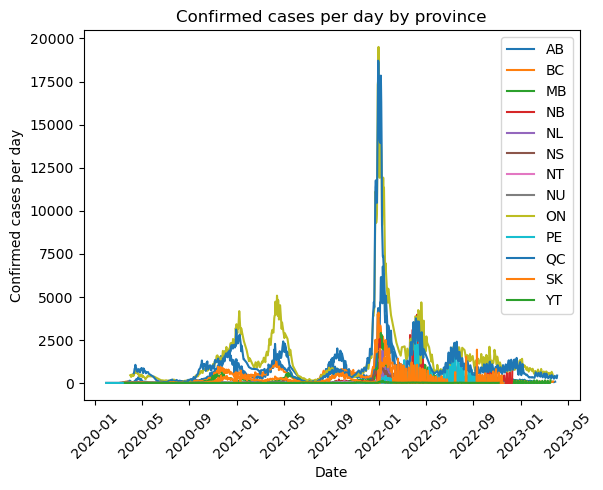 Confirmed cases per day by province
Confirmed cases per day
20000
17500
15000
12500
10000
7500
5000
2500
0
AB
BC
MB
NB
NL
NS
NT
NU
ON
PE
QC
SK
YT
2020-01
2020-05
2020-09
2021-01
2021-05
2021-09
2022-01
2022-05
2022-09
2023-01
2023-05
Date